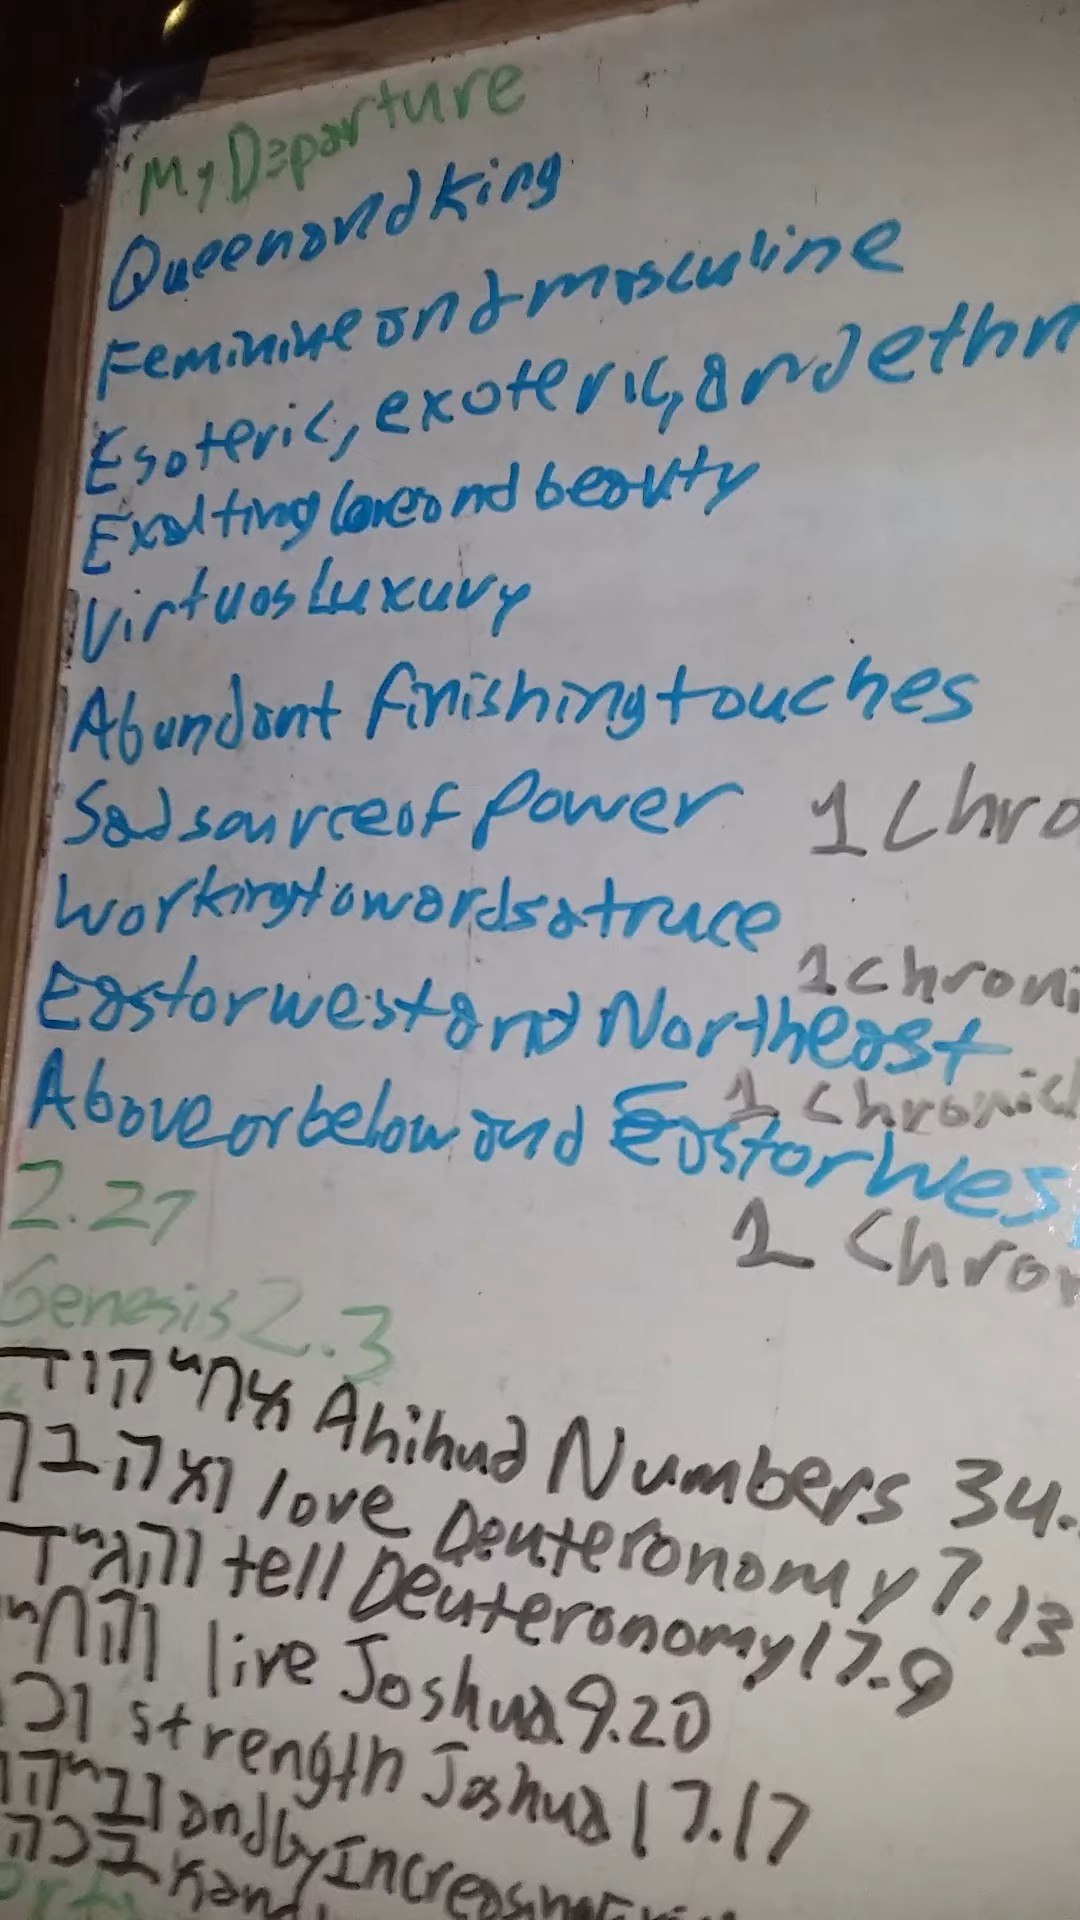 My Departure
Queen and King
Feminine and masculine
Esoteric, exoteric, and ethn
Exalting love and beauty
Virtuos Luxury
Abundant finishing touches
Sad source of power
1 Chro
Working towards a truce
1 Chroni
East or west and Northeast
1 Chronic
Above or below and East or Wes
2.27
1 Chron
Genesis 2.3
אחיהוד Ahihud Numbers 34.
ואהבך love Deuteronomy 7.13
והגיד tell Deuteronomy 17.9
והחי live Joshua 9.20
וכ strength Joshua 17.17
and by Increasing